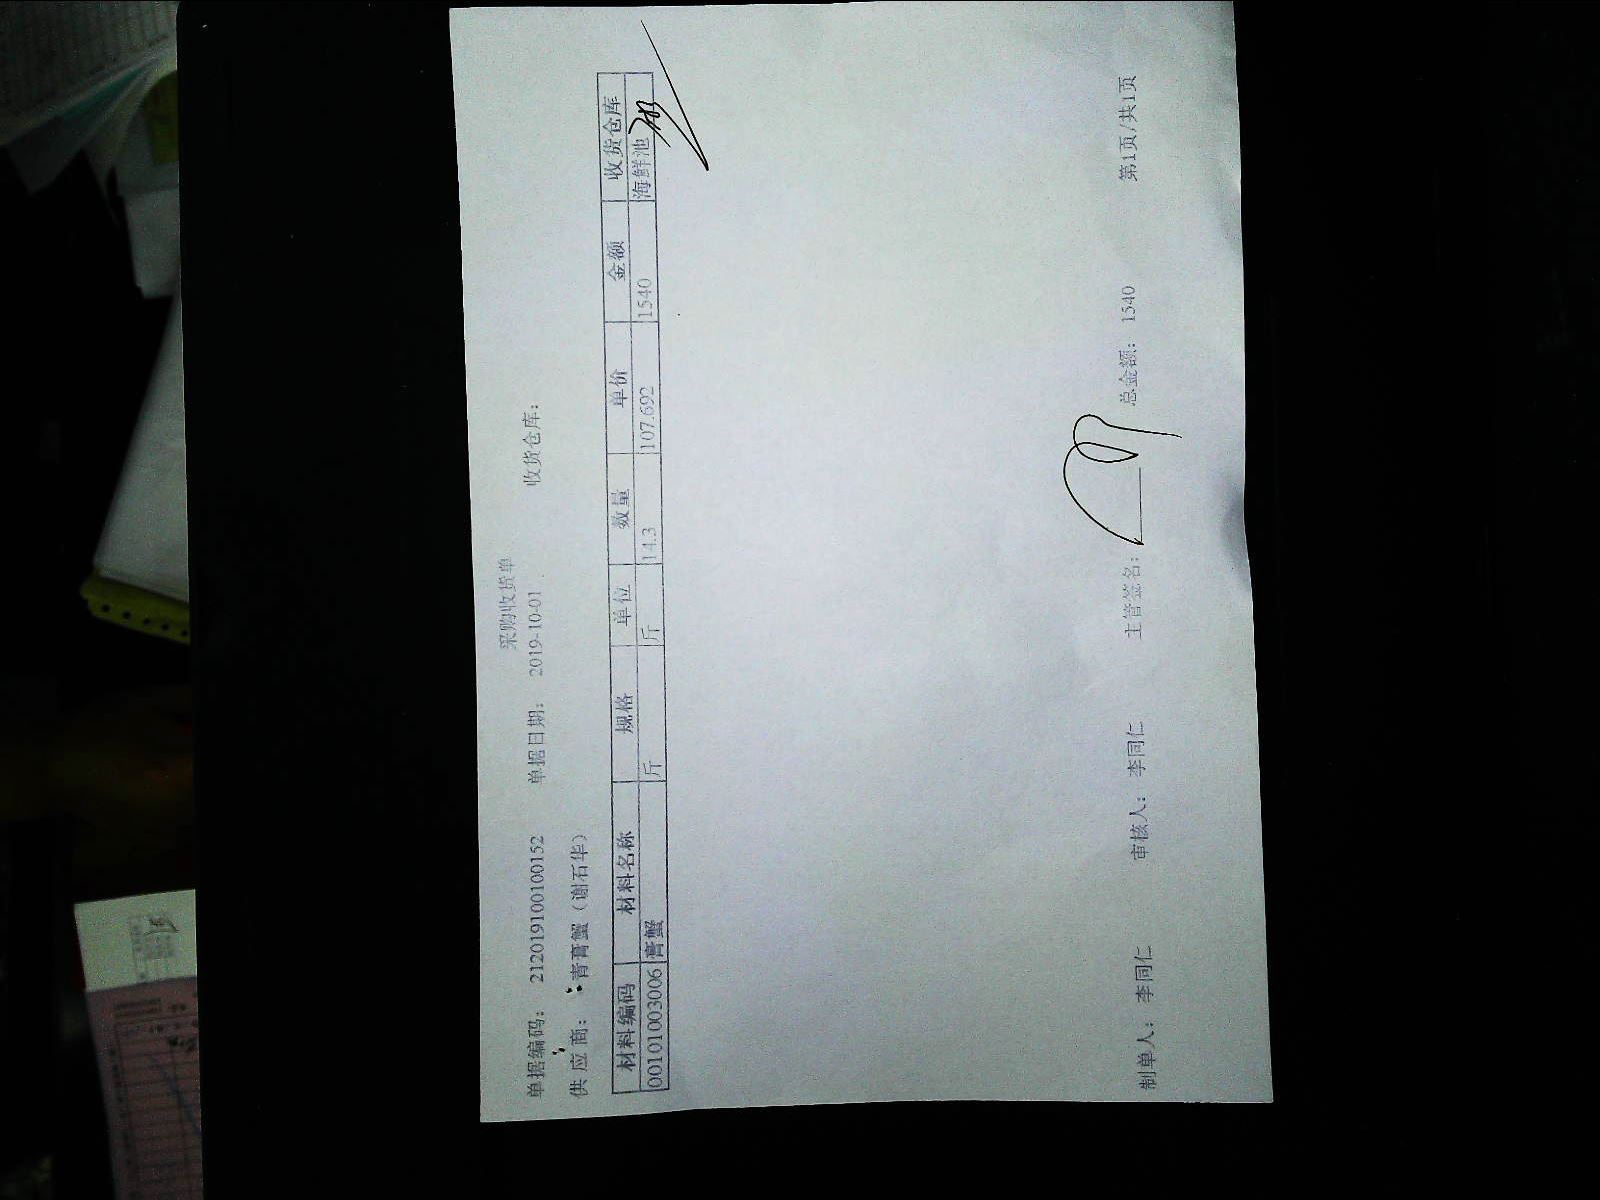 采购收货单
单据编码： 212019100100152 单据日期： 2019-10-01 收货仓库：
供 应 商： 青膏蟹（谢石华）
材料编码 材料名称 规格 单位 数量 单价 金额 收货仓库
00101003006 膏蟹 斤 斤 14.3 107.692 1540 海鲜池
制单人： 李同仁 审核人： 李同仁 主管签名： 总金额： 1540 第1页/共1页